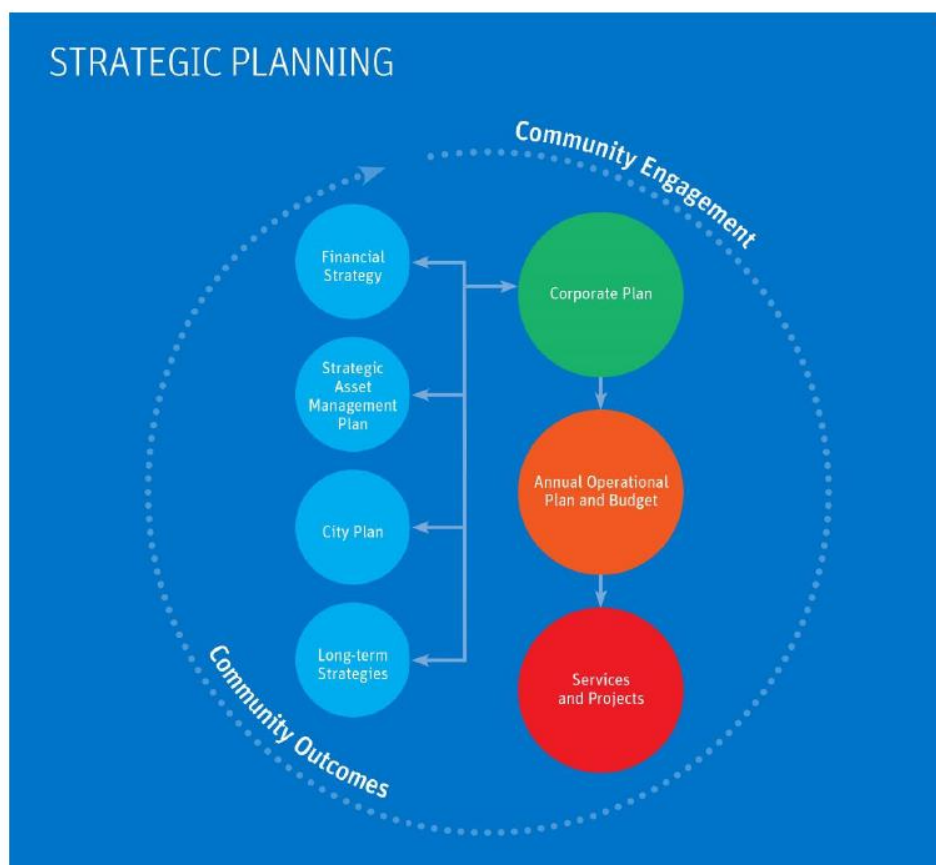 STRATEGIC PLANNING
Community Engagement
Financial
Strategy
Corporate Plan
Strategic
Asset
Management
Plan
Annual Operational
Plan and Budget
City Plan
Long-term
Strategies
Services
and Projects
Community Outcomes